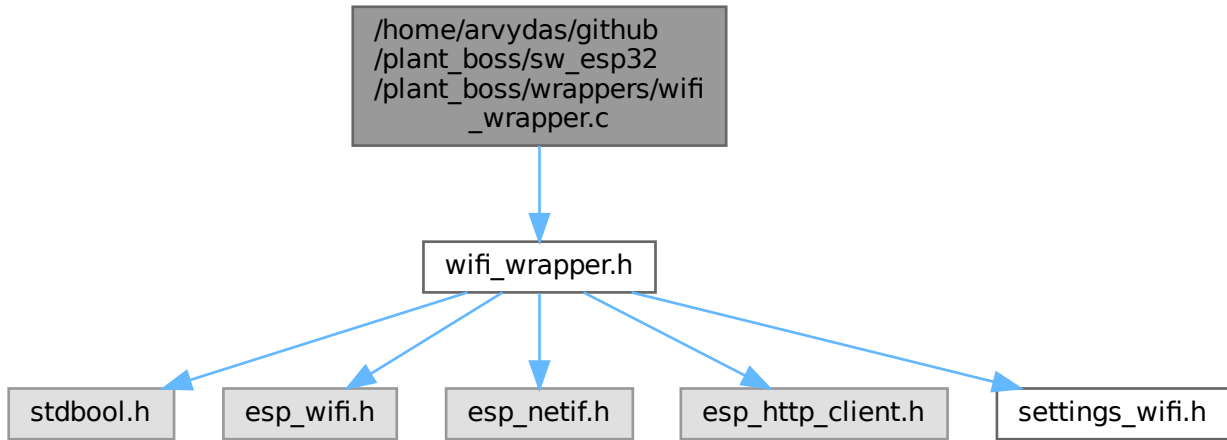 /home/arvydas/github
/plant_boss/sw_esp32
/plant_boss/wrappers/wifi
_wrapper.c
wifi_wrapper.h
stdbool.h
esp_wifi.h
esp_netif.h
esp_http_client.h
settings_wifi.h